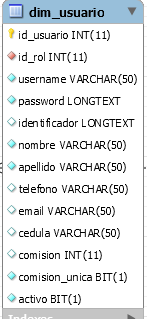 dim_usuario
id_usuario INT(11)
id_rol INT(11)
username VARCHAR(50)
password LONGTEXT
identificador LONGTEXT
nombre VARCHAR(50)
apellido VARCHAR(50)
telefono VARCHAR(50)
email VARCHAR(50)
cedula VARCHAR(50)
comision INT(11)
comision_unica BIT(1)
activo BIT(1)
Indexes